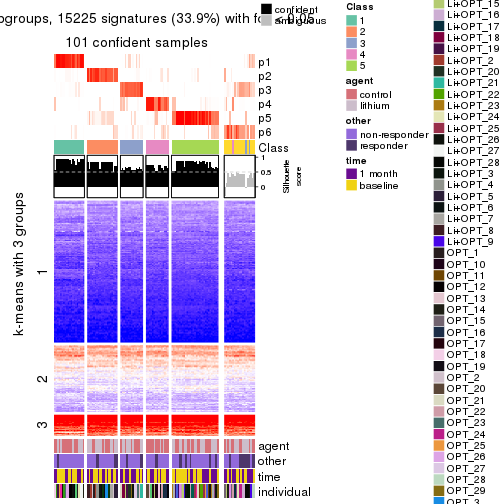 ogroups, 15225 signatures (33.9%) with fdr < 0.05
101 confident samples
p1
p2
p3
p4
p5
p6
Class
1
0.5
0
Silhouette
score
k-means with 3 groups
1
2
3
agent
other
time
individual
confident
ambiguous
Class
1
2
3
4
5
agent
control
lithium
other
non-responder
responder
time
1 month
baseline
Li+OPT_15
Li+OPT_16
Li+OPT_17
Li+OPT_18
Li+OPT_19
Li+OPT_2
Li+OPT_20
Li+OPT_21
Li+OPT_22
Li+OPT_23
Li+OPT_24
Li+OPT_25
Li+OPT_26
Li+OPT_27
Li+OPT_28
Li+OPT_3
Li+OPT_4
Li+OPT_5
Li+OPT_6
Li+OPT_7
Li+OPT_8
Li+OPT_9
OPT_1
OPT_10
OPT_11
OPT_12
OPT_13
OPT_14
OPT_15
OPT_16
OPT_17
OPT_18
OPT_19
OPT_2
OPT_20
OPT_21
OPT_22
OPT_23
OPT_24
OPT_25
OPT_26
OPT_27
OPT_28
OPT_29